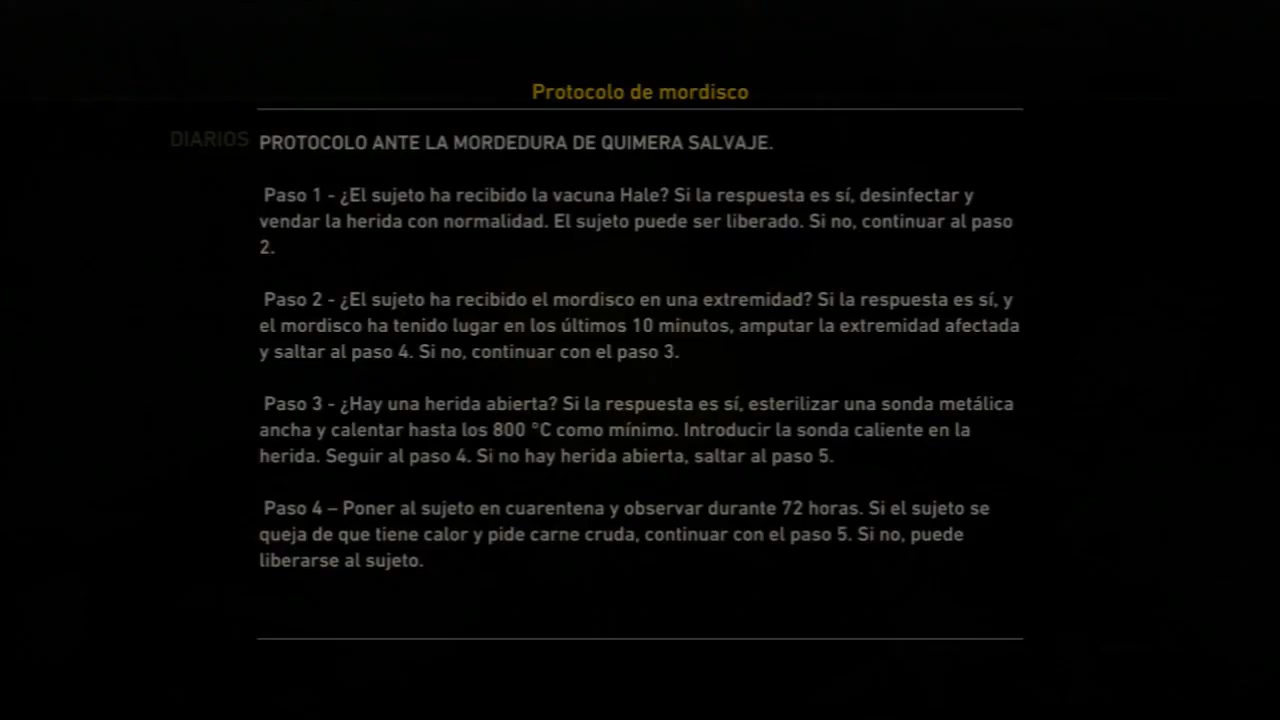 Protocolo de mordisco
DIARIOS
PROTOCOLO ANTE LA MORDEDURA DE QUIMERA SALVAJE.
Paso 1 - ¿El sujeto ha recibido la vacuna Hale? Si la respuesta es sí, desinfectar y
vendar la herida con normalidad. El sujeto puede ser liberado. Si no, continuar al paso
2.
Paso 2 - ¿El sujeto ha recibido el mordisco en una extremidad? Si la respuesta es sí, y
el mordisco ha tenido lugar en los últimos 10 minutos, amputar la extremidad afectada
y saltar al paso 4. Si no, continuar con el paso 3.
Paso 3 - ¿Hay una herida abierta? Si la respuesta es sí, esterilizar una sonda metálica
ancha y calentar hasta los 800 °C como mínimo. Introducir la sonda caliente en la
herida. Seguir al paso 4. Si no hay herida abierta, saltar al paso 5.
Paso 4 – Poner al sujeto en cuarentena y observar durante 72 horas. Si el sujeto se
queja de que tiene calor y pide carne cruda, continuar con el paso 5. Si no, puede
liberarse al sujeto.